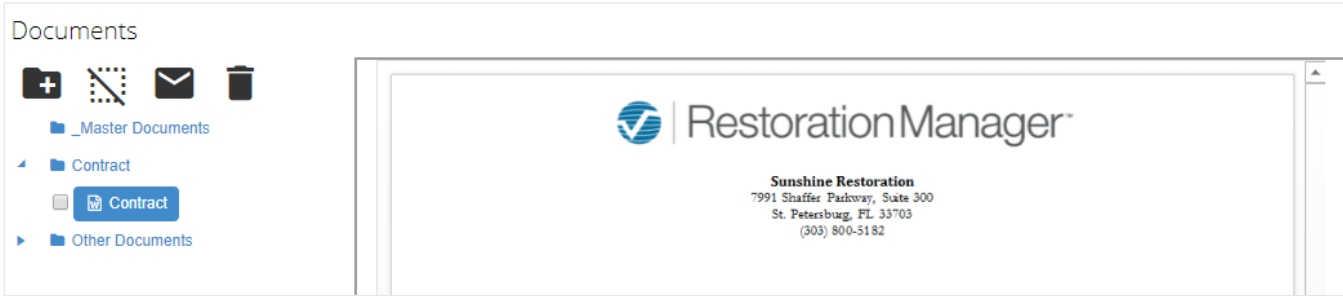 Documents
_Master Documents
Contract
Contract
Other Documents
RestorationManager™
Sunshine Restoration
7991 Shaffer Parkway, Suite 300
St. Petersburg, FL 33703
(303) 800-5182